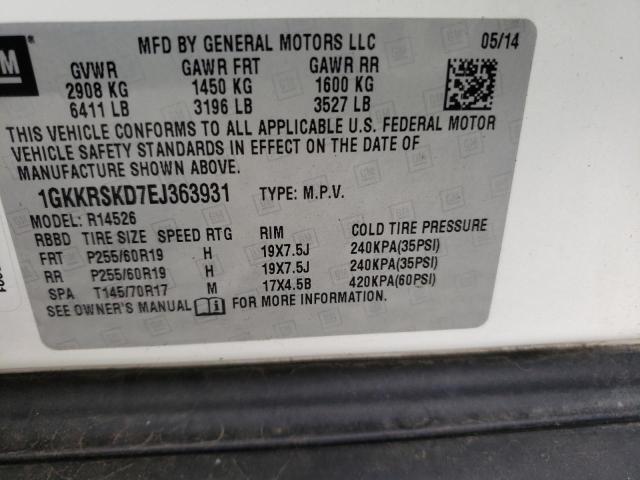 GM
MFD BY GENERAL MOTORS LLC 05/14
GVWR GAWR FRT GAWR RR
2908 KG 1450 KG 1600 KG
6411 LB 3196 LB 3527 LB
THIS VEHICLE CONFORMS TO ALL APPLICABLE U.S. FEDERAL MOTOR
VEHICLE SAFETY STANDARDS IN EFFECT ON THE DATE OF
MANUFACTURE SHOWN ABOVE.
1GKKRSKD7EJ363931 TYPE: M.P.V.
MODEL: R14526
RBBD TIRE SIZE SPEED RTG RIM COLD TIRE PRESSURE
FRT P255/60R19 H 19X7.5J 240KPA(35PSI)
RR P255/60R19 H 19X7.5J 240KPA(35PSI)
SPA T145/70R17 M 17X4.5B 420KPA(60PSI)
SEE OWNER'S MANUAL FOR MORE INFORMATION.